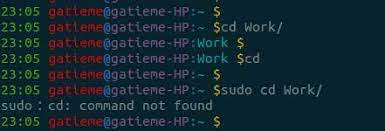 23:05 gatieme@gatieme-HP:~ $
23:05 gatieme@gatieme-HP:~ $cd Work/
23:05 gatieme@gatieme-HP:Work $
23:05 gatieme@gatieme-HP:Work $cd
23:05 gatieme@gatieme-HP:~ $
23:05 gatieme@gatieme-HP:~ $sudo cd Work/
sudo：cd: command not found
23:05 gatieme@gatieme-HP:~ $